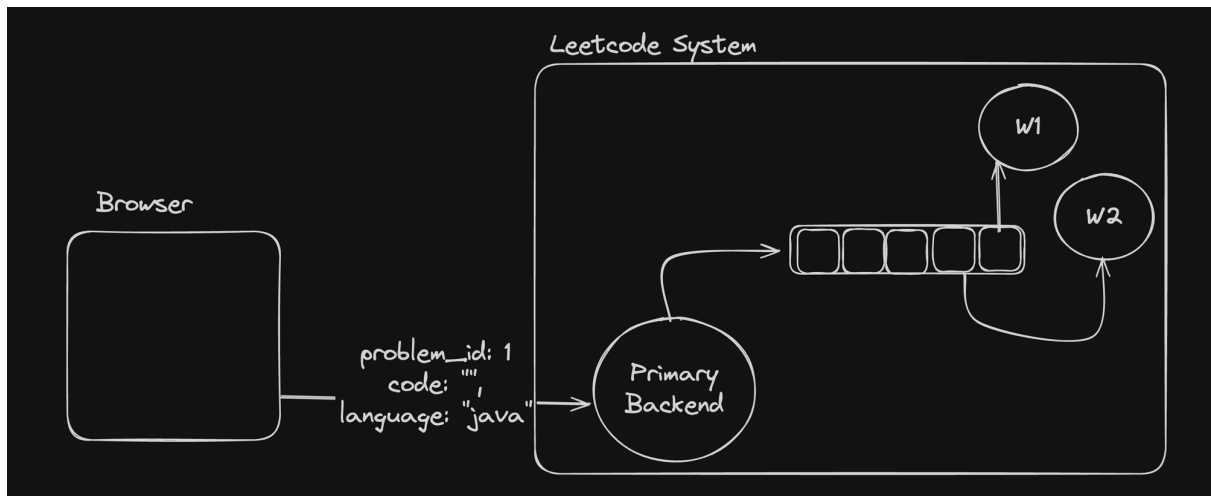 Leetcode System
W1
W2
Browser
problem_id: 1
code: "",
language: "java"
Primary
Backend